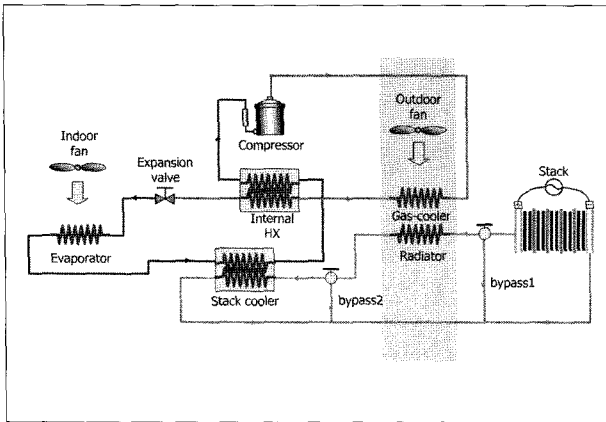 Compressor
Outdoor
fan
Indoor
fan
Expansion
valve
Stack
Internal
HX
Gas-cooler
Evaporator
Radiator
Stack cooler
bypass2
bypass1